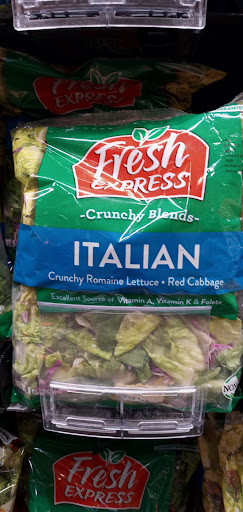 Fresh
EXPRESS
Fresh
EXPRESS
-Crunchy Blends-
ITALIAN
Crunchy Romaine Lettuce • Red Cabbage
Excellent Source of Vitamin A, Vitamin K & Folate
Fresh
EXPRESS